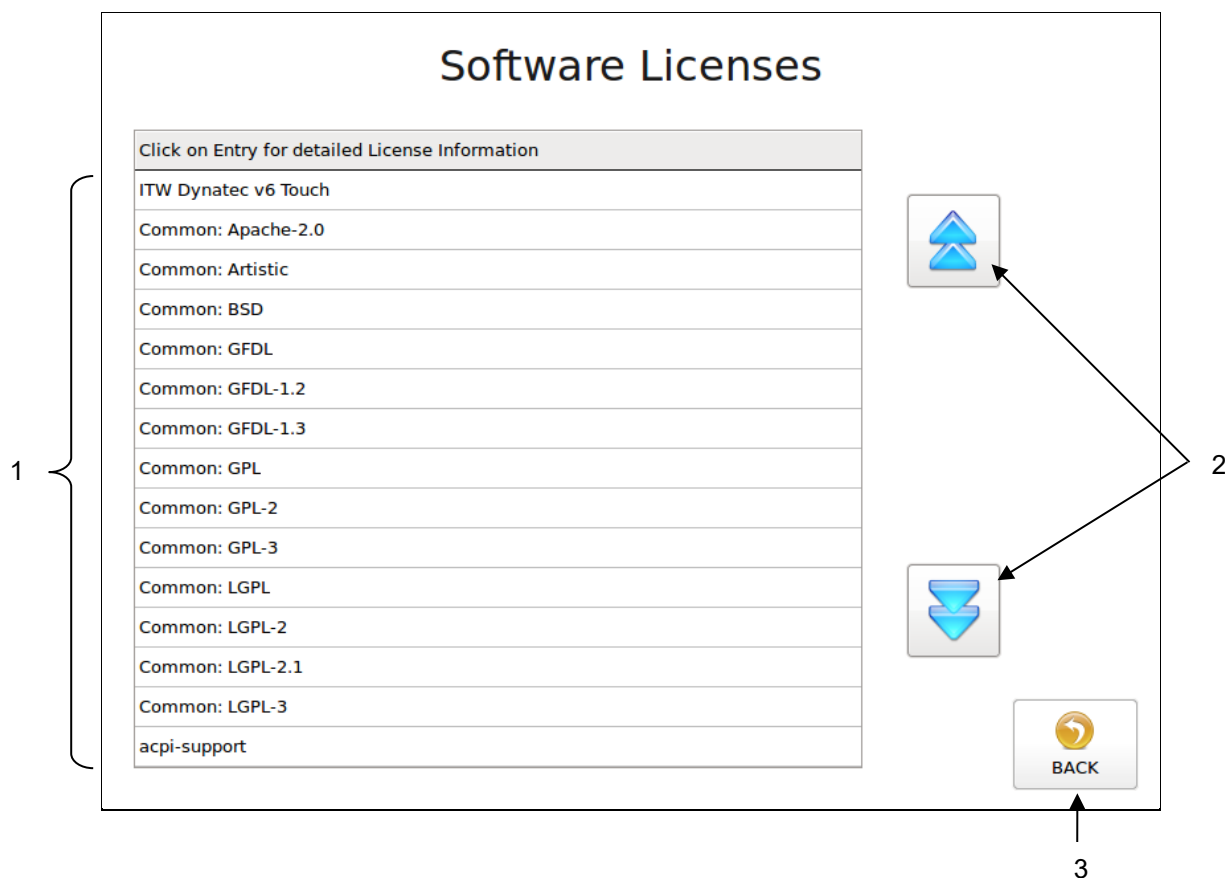 Software Licenses
Click on Entry for detailed License Information
ITW Dynatec v6 Touch
Common: Apache-2.0
Common: Artistic
Common: BSD
Common: GFDL
Common: GFDL-1.2
Common: GFDL-1.3
Common: GPL
1
2
Common: GPL-2
Common: GPL-3
Common: LGPL
Common: LGPL-2
Common: LGPL-2.1
Common: LGPL-3
acpi-support
BACK
3